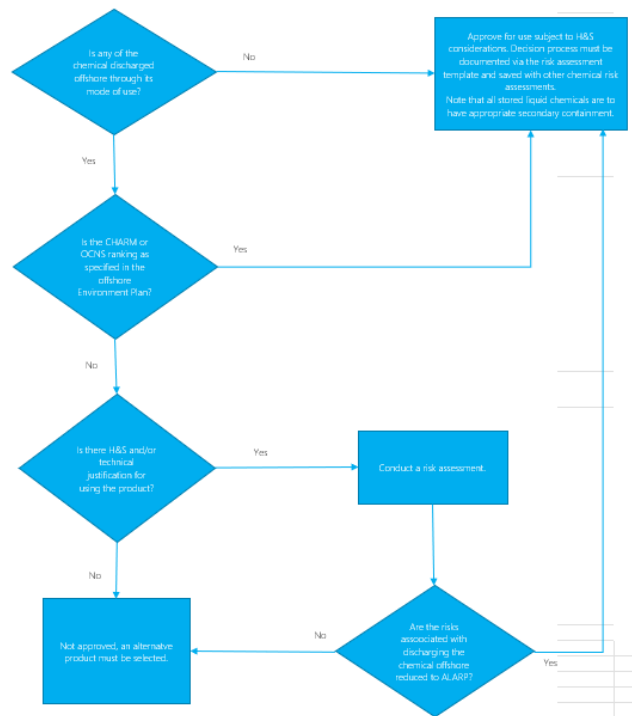 Is any of the
chemical discharged
offshore through its
mode of use?
No
Approve for use subject to H&S
considerations. Decision process must be
documented via the risk assessment
template and saved with other chemical risk
assessments.
Note that all stored liquid chemicals are to
have appropriate secondary containment.
Yes
Is the CHARM or
OCNS ranking as
specified in the
offshore
Environment Plan?
Yes
No
Is there H&S and/or
technical
justification for
using the product?
Yes
Conduct a risk assessment.
No
Not approved, an alternatve
product must be selected.
No
Are the risks
assoociated with
discharging the
chemical offshore
reduced to ALARP?
Yes